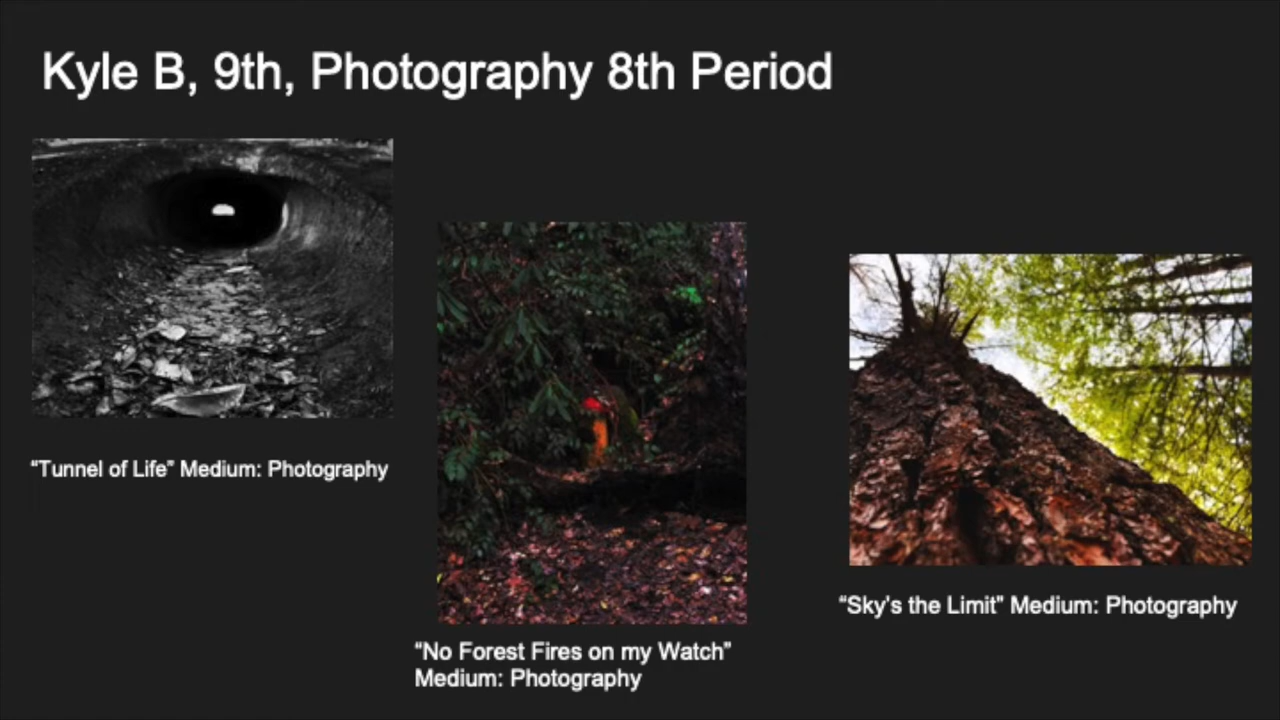 Kyle B, 9th, Photography 8th Period
“Tunnel of Life” Medium: Photography
“No Forest Fires on my Watch”
Medium: Photography
“Sky's the Limit” Medium: Photography